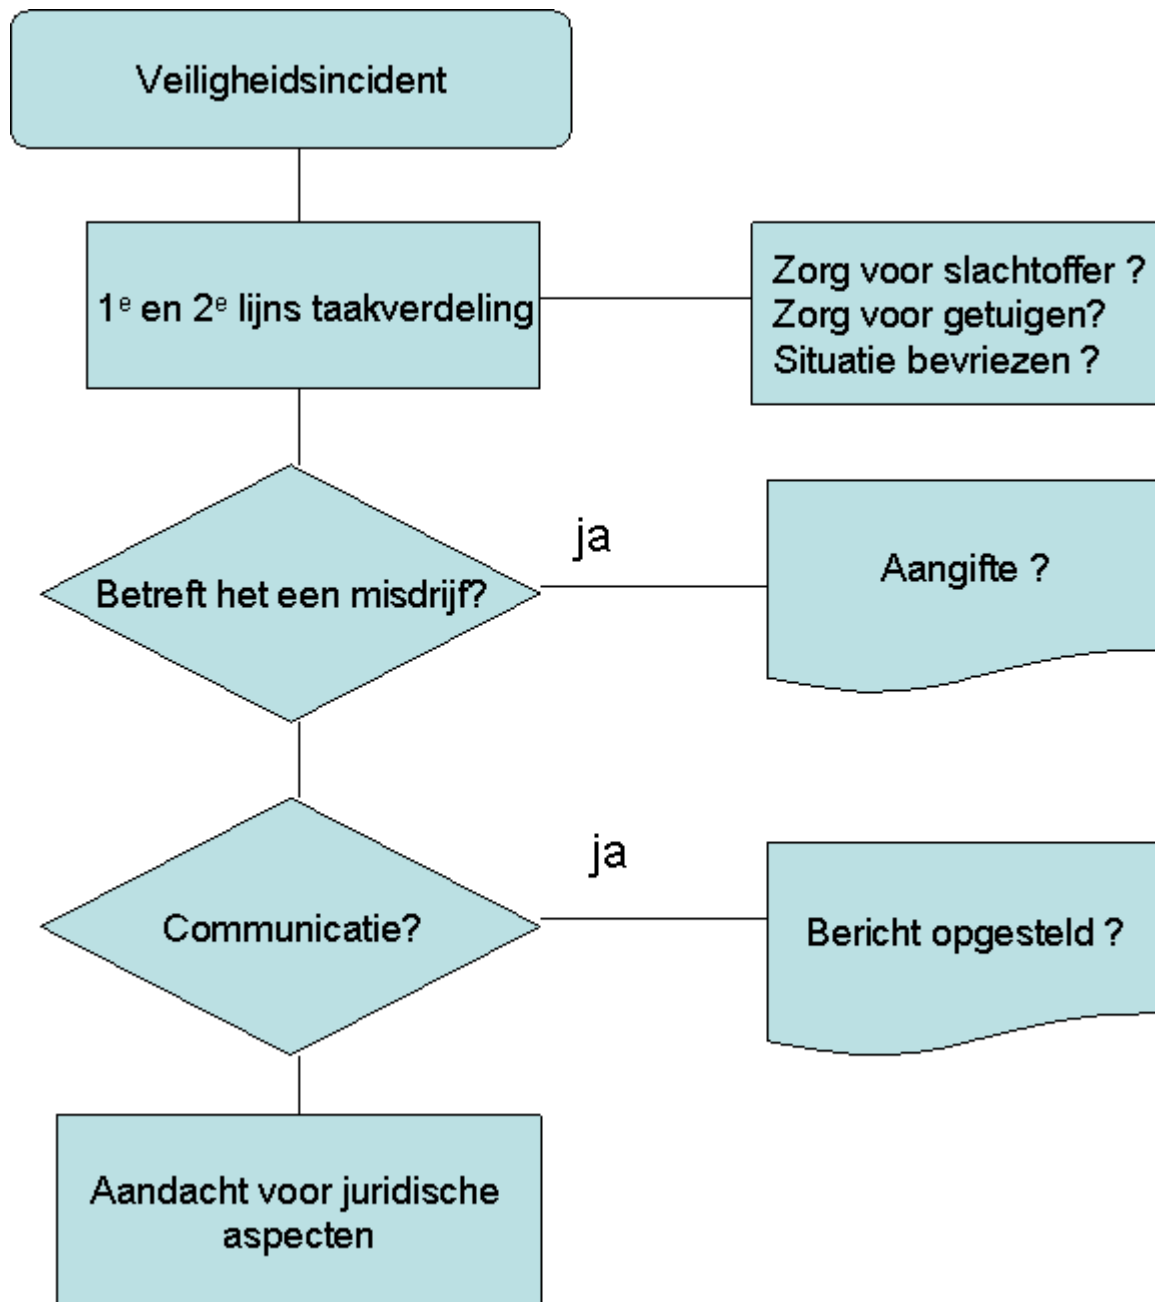 Veiligheidsincident
1e en 2e lijns taakverdeling
Zorg voor slachtoffer ?
Zorg voor getuigen?
Situatie bevriezen ?
Betreft het een misdrijf?
ja
Aangifte ?
Communicatie?
ja
Bericht opgesteld ?
Aandacht voor juridische
aspecten